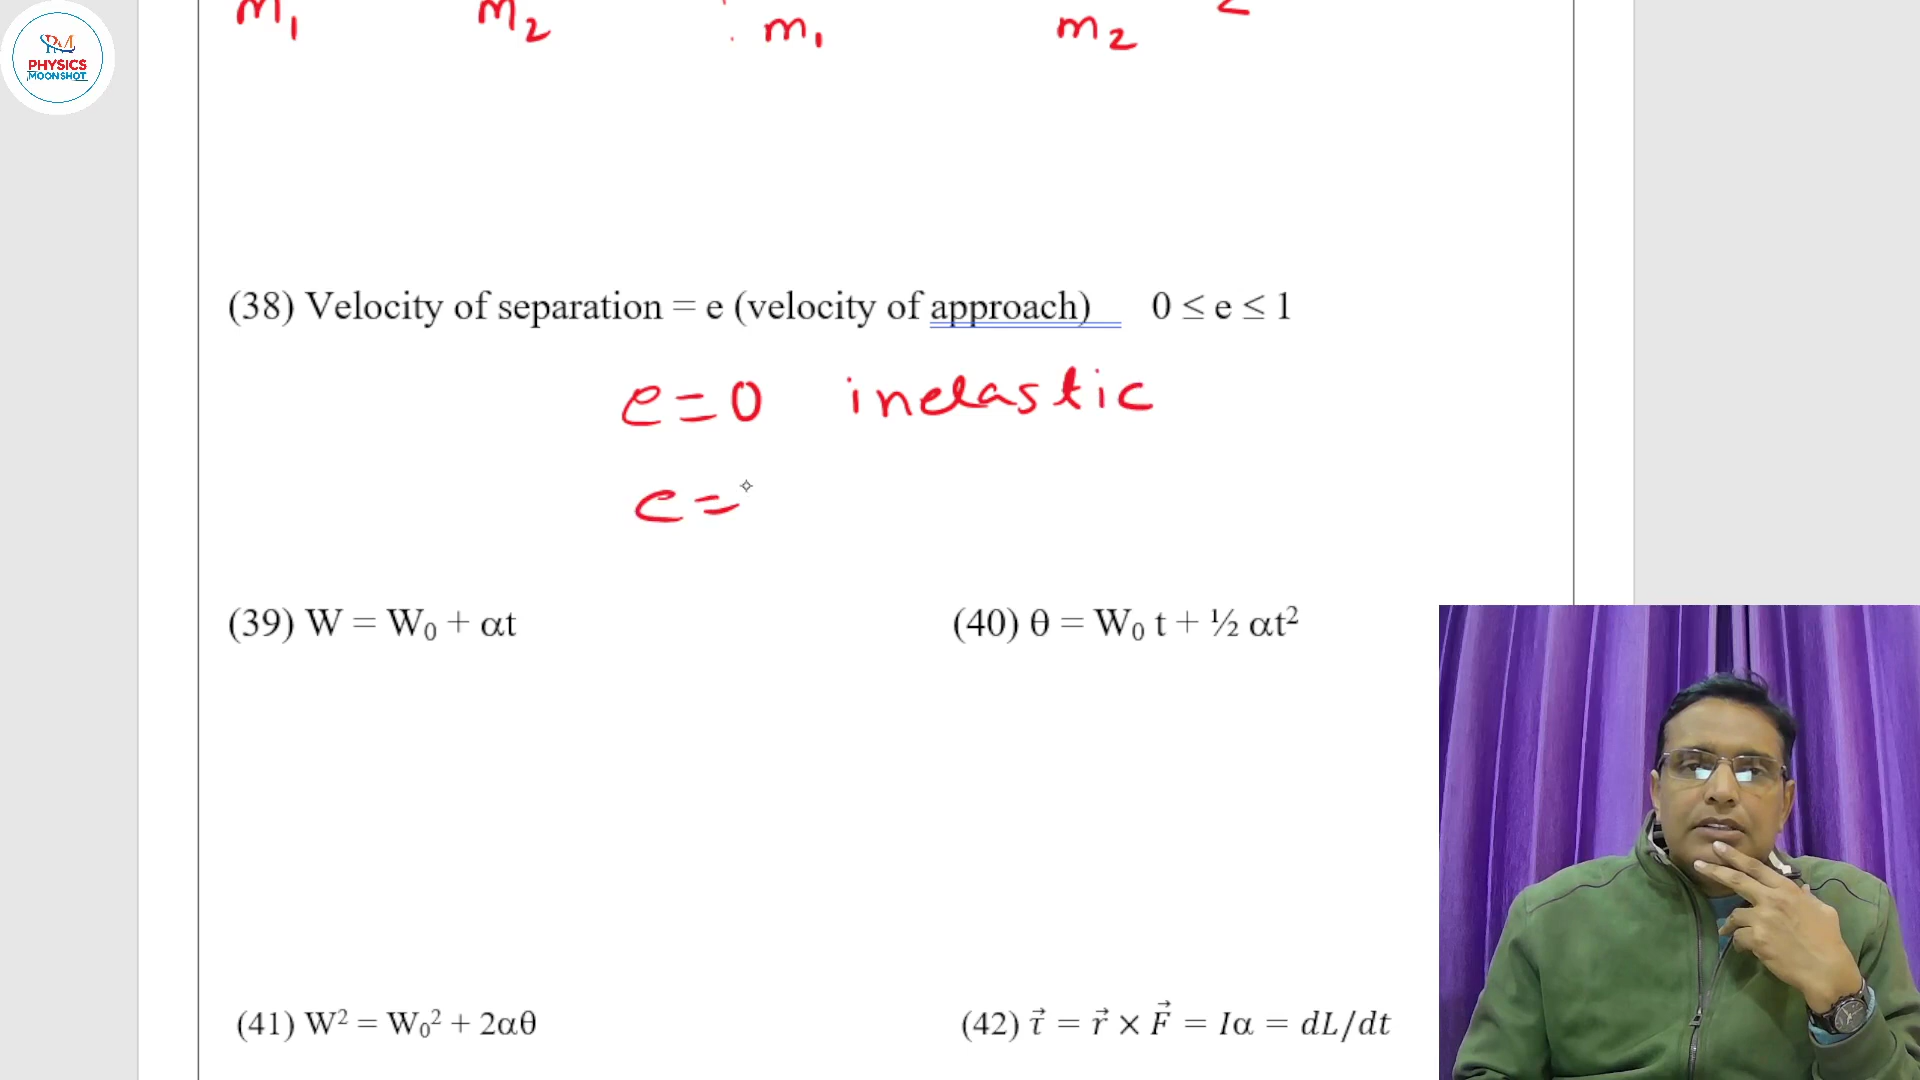 PHYSICS
MOONSHOT
m₁ m₂ m₁ m₂
(38) Velocity of separation = e (velocity of approach) 0 ≤ e ≤ 1
e = 0 inelastic
e =
(39) W = W₀ + αt (40) θ = W₀ t + ½ αt²
(41) W² = W₀² + 2αθ (42) τ⃗ = r⃗ × F⃗ = Iα = dL/dt